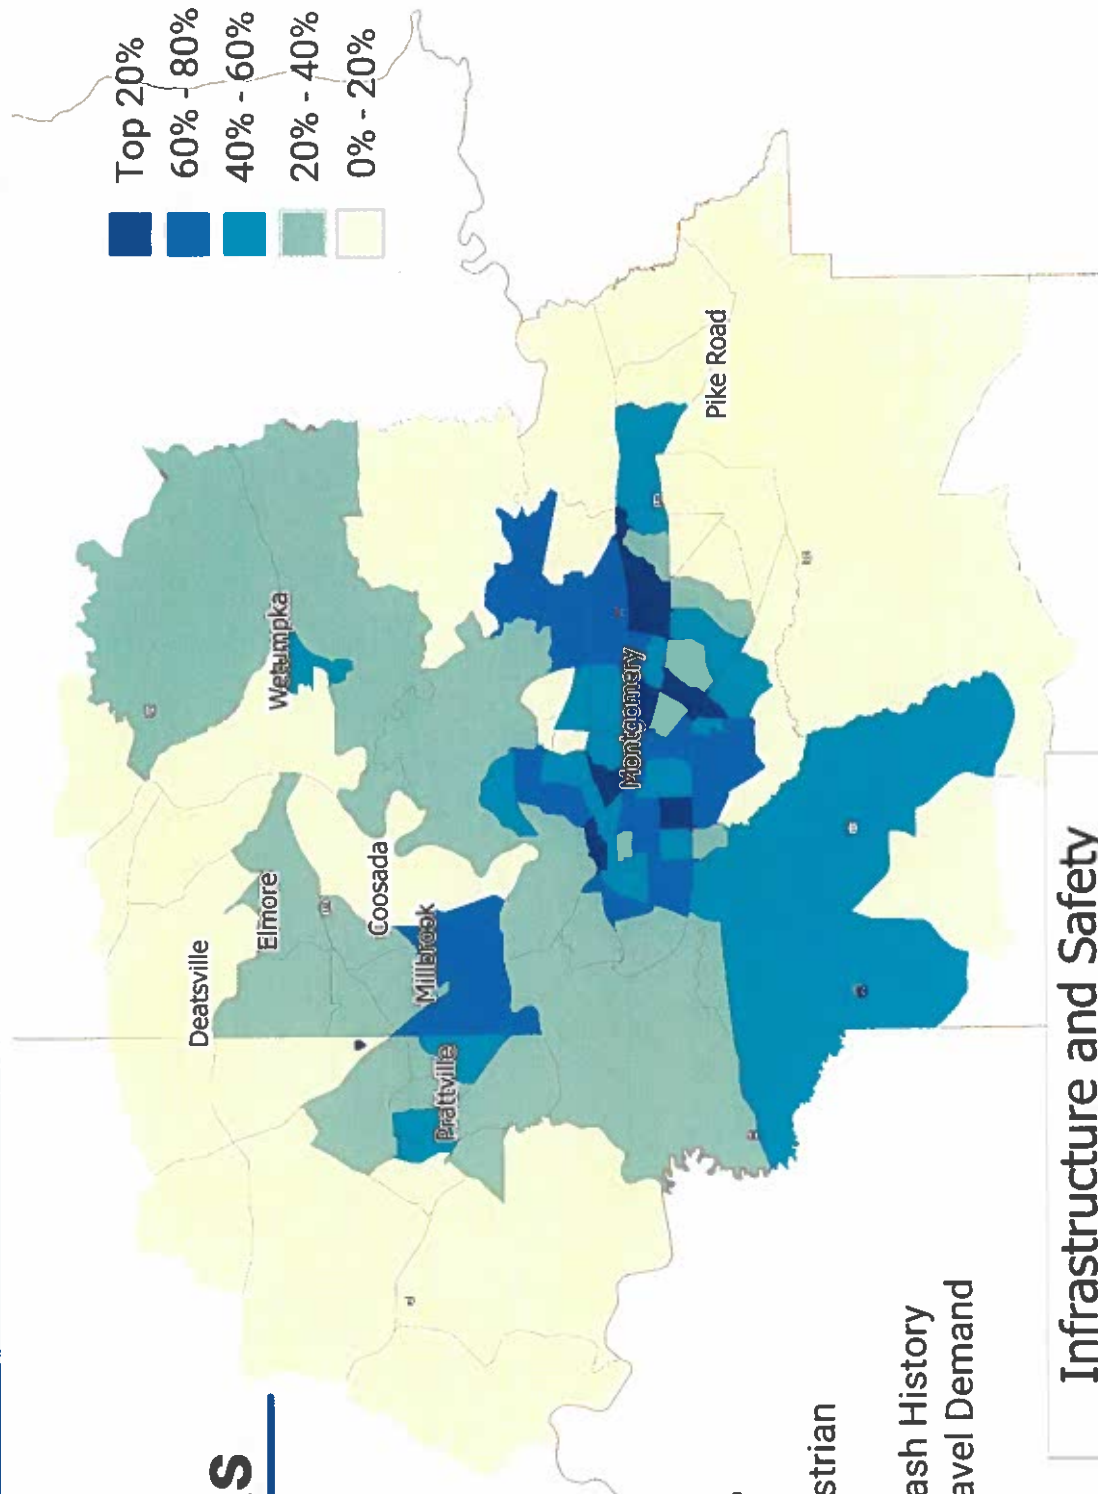 s
Top 20%
60% - 80%
40% - 60%
20% - 40%
0% - 20%
Deatsville
Elmore
Wetumpka
Coosada
Millbrook
Prattville
Montgomery
Pike Road
strian
ash History
avel Demand
Infrastructure and Safety